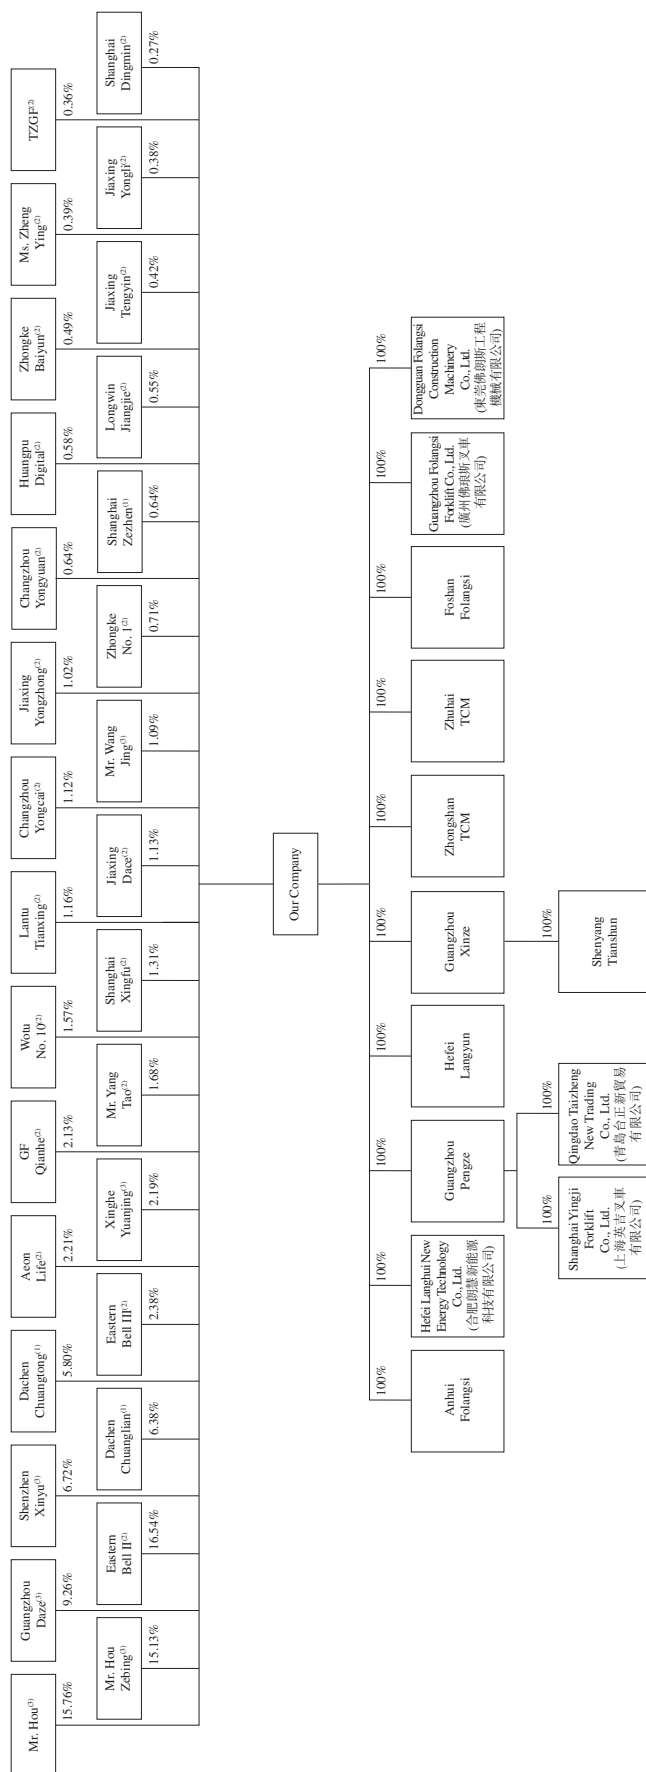 Mr. Hou(3)
15.76%
Guangzhou
Daze(3)
9.26%
Shenzhen
Xinyu(3)
6.72%
Dachen
Chuangtong(1)
5.80%
Aeon
Life(2)
2.21%
GF
Qianhe(2)
2.13%
Wotu
No. 10(2)
1.57%
Lantu
Tianxing(2)
1.16%
Changzhou
Yongcai(2)
1.12%
Jiaxing
Yongzhong(2)
1.02%
Changzhou
Yongyuan(2)
0.64%
Huangpu
Digital(2)
0.58%
Zhongke
Baiyun(2)
0.49%
Ms. Zheng
Ying(2)
0.39%
TZGF(2)
0.36%
Mr. Hou
Zebing(3)
15.13%
Eastern
Bell II(2)
16.54%
Dachen
Chuanglian(1)
6.38%
Eastern
Bell III(2)
2.38%
Xinghe
Yuanjing(3)
2.19%
Mr. Yang
Tao(2)
1.68%
Shanghai
Xingfu(2)
1.31%
Jiaxing
Dace(2)
1.13%
Mr. Wang
Jing(3)
1.09%
Zhongke
No. 1(2)
0.71%
Shanghai
Zezhen(1)
0.64%
Longwin
Jiangjie(2)
0.55%
Jiaxing
Tengyin(2)
0.42%
Jiaxing
Yongli(2)
0.38%
Shanghai
Dingmin(2)
0.27%
Our Company
100%
Anhui
Folangsi
100%
Hefei Langhui New
Energy Technology
Co., Ltd.
(合肥朗慧新能源
科技有限公司)
100%
Guangzhou
Pengze
100%
Hefei
Langyun
100%
Guangzhou
Xinze
100%
Zhongshan
TCM
100%
Zhuhai
TCM
100%
Foshan
Folangsi
100%
Guangzhou Folangsi
Forklift Co., Ltd.
(廣州佛琅斯叉車
有限公司)
100%
Dongguan Folangsi
Construction
Machinery
Co., Ltd.
(東莞佛朗斯工程
機械有限公司)
100%
Shanghai Yingji
Forklift
Co., Ltd.
(上海英吉叉車
有限公司)
100%
Qingdao Taizheng
New Trading
Co., Ltd.
(青島台正新貿易
有限公司)
100%
Shenyang
Tianshun